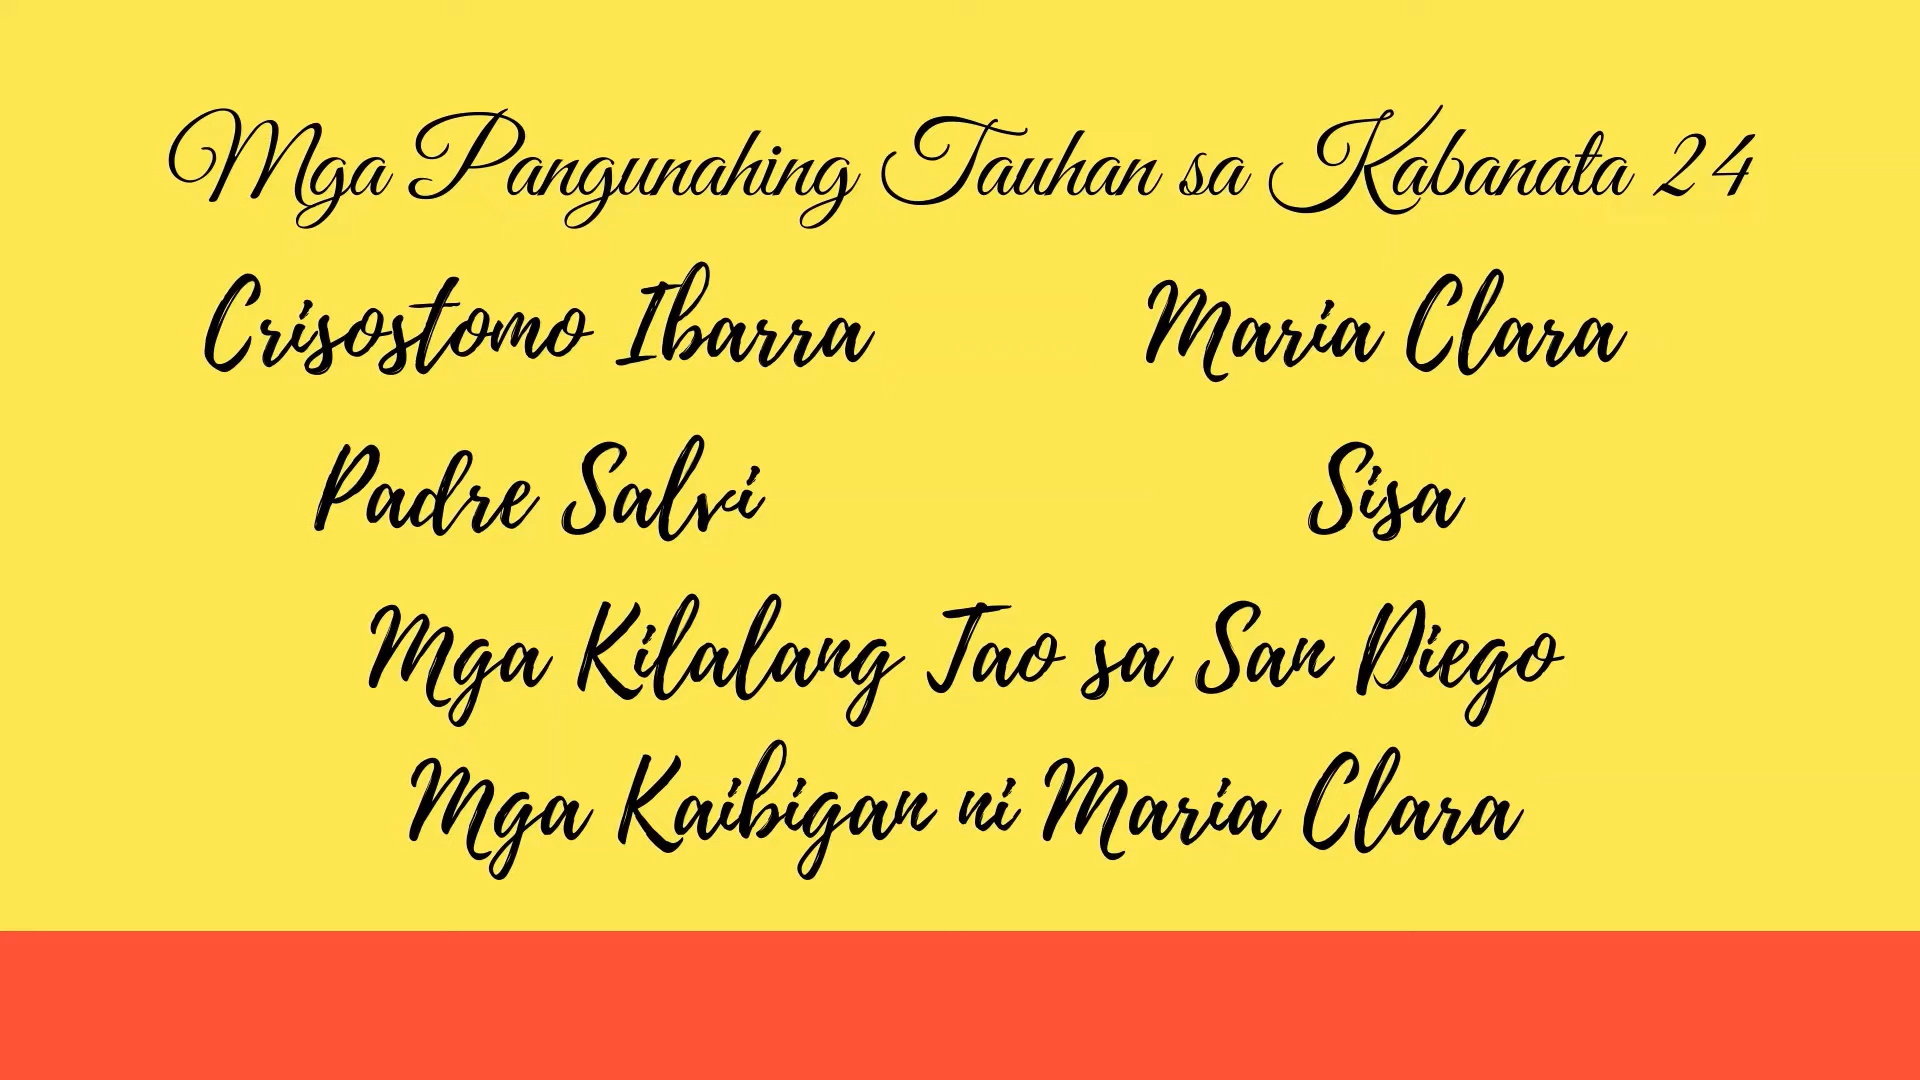 Mga Pangunahing Tauhan sa Kabanata 24
Crisostomo Ibarra
Maria Clara
Padre Salvi
Sisa
Mga Kilalang Tao sa San Diego
Mga Kaibigan ni Maria Clara